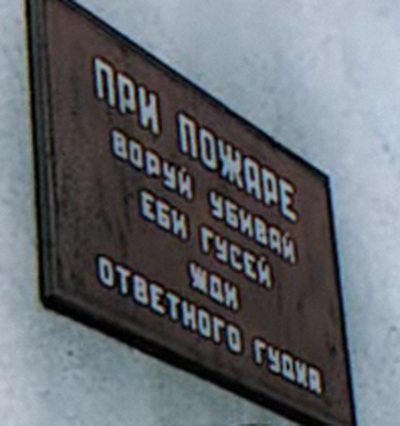 ПРИ ПОЖАРЕ
ВОРУЙ УБИВАЙ
ЕБИ ГУСЕЙ
ЖДИ
ОТВЕТНОГО ГУДКА